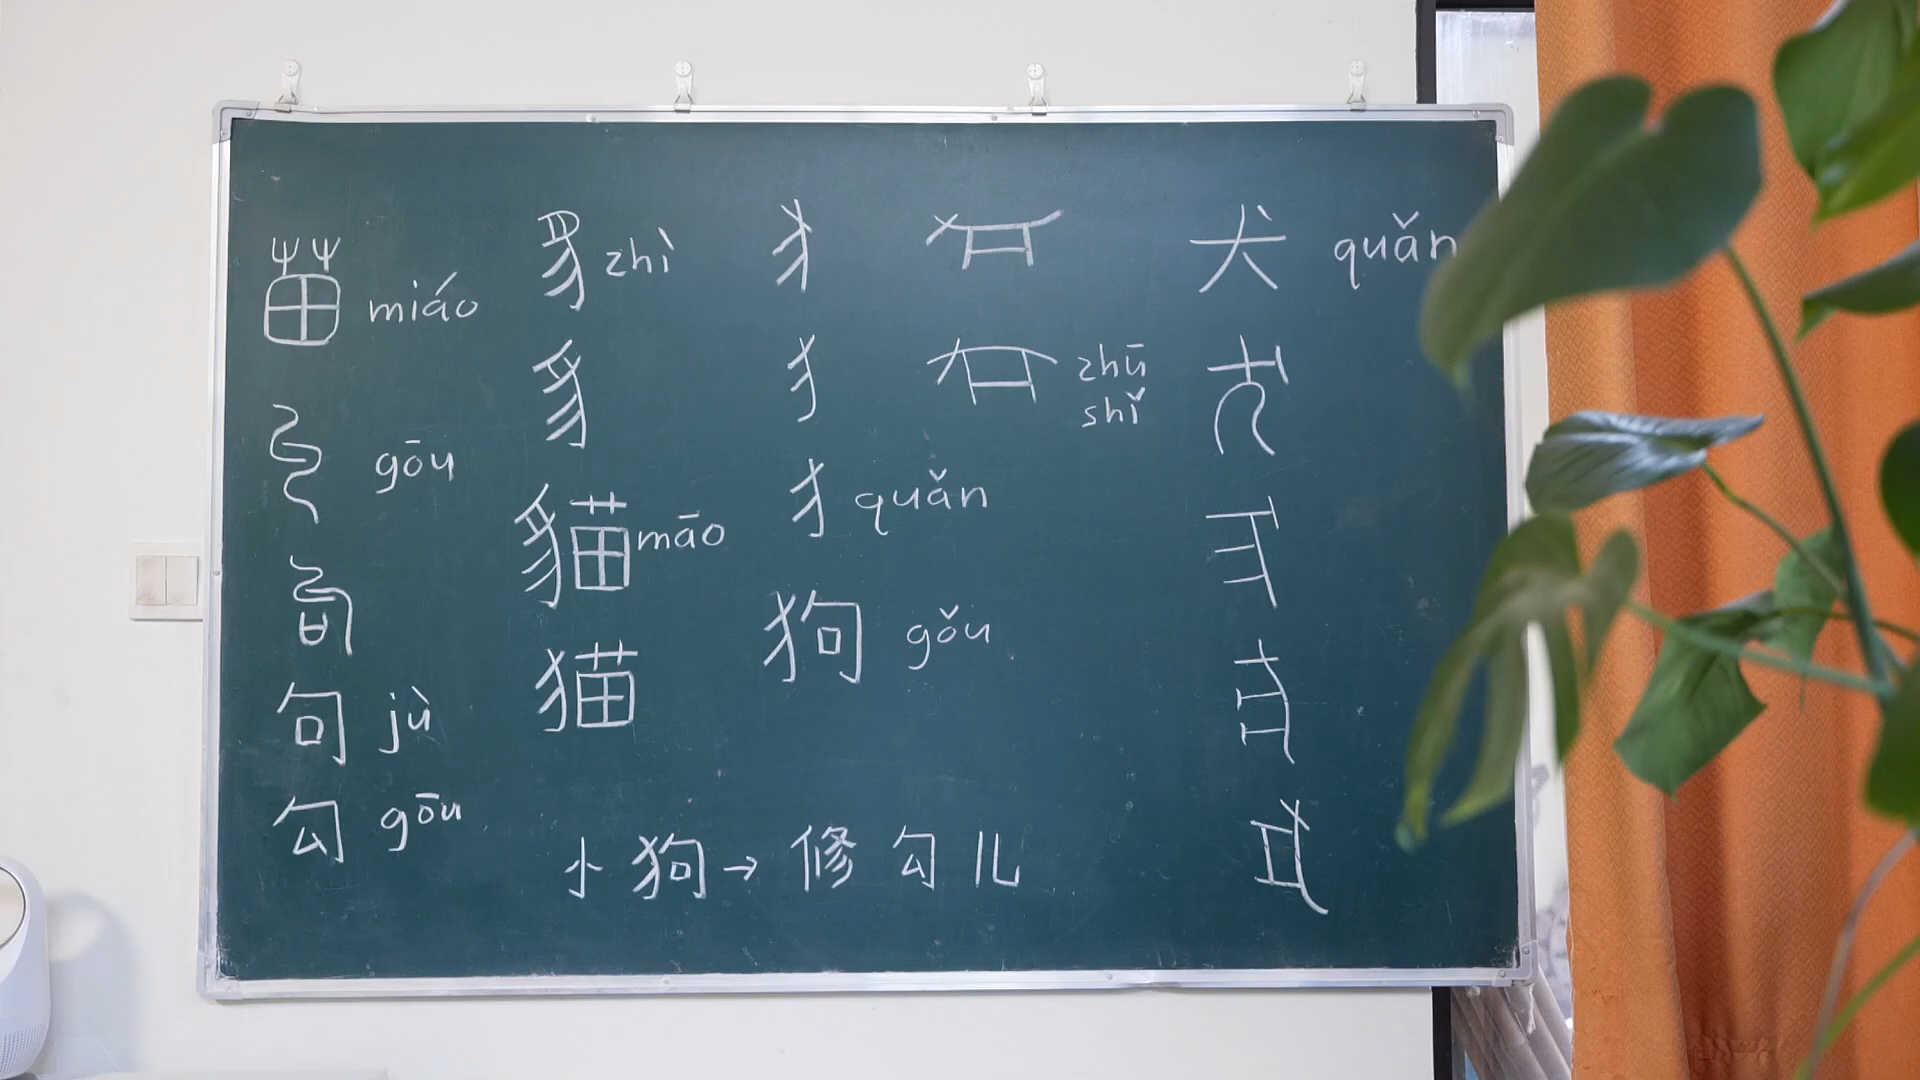 miáo
gōu
句 jù
勾 gōu
豸 zhì
豸
貓 māo
猫
犭
犭
犭 quǎn
狗 gǒu
zhū
shǐ
犬 quǎn
小狗→修勾儿